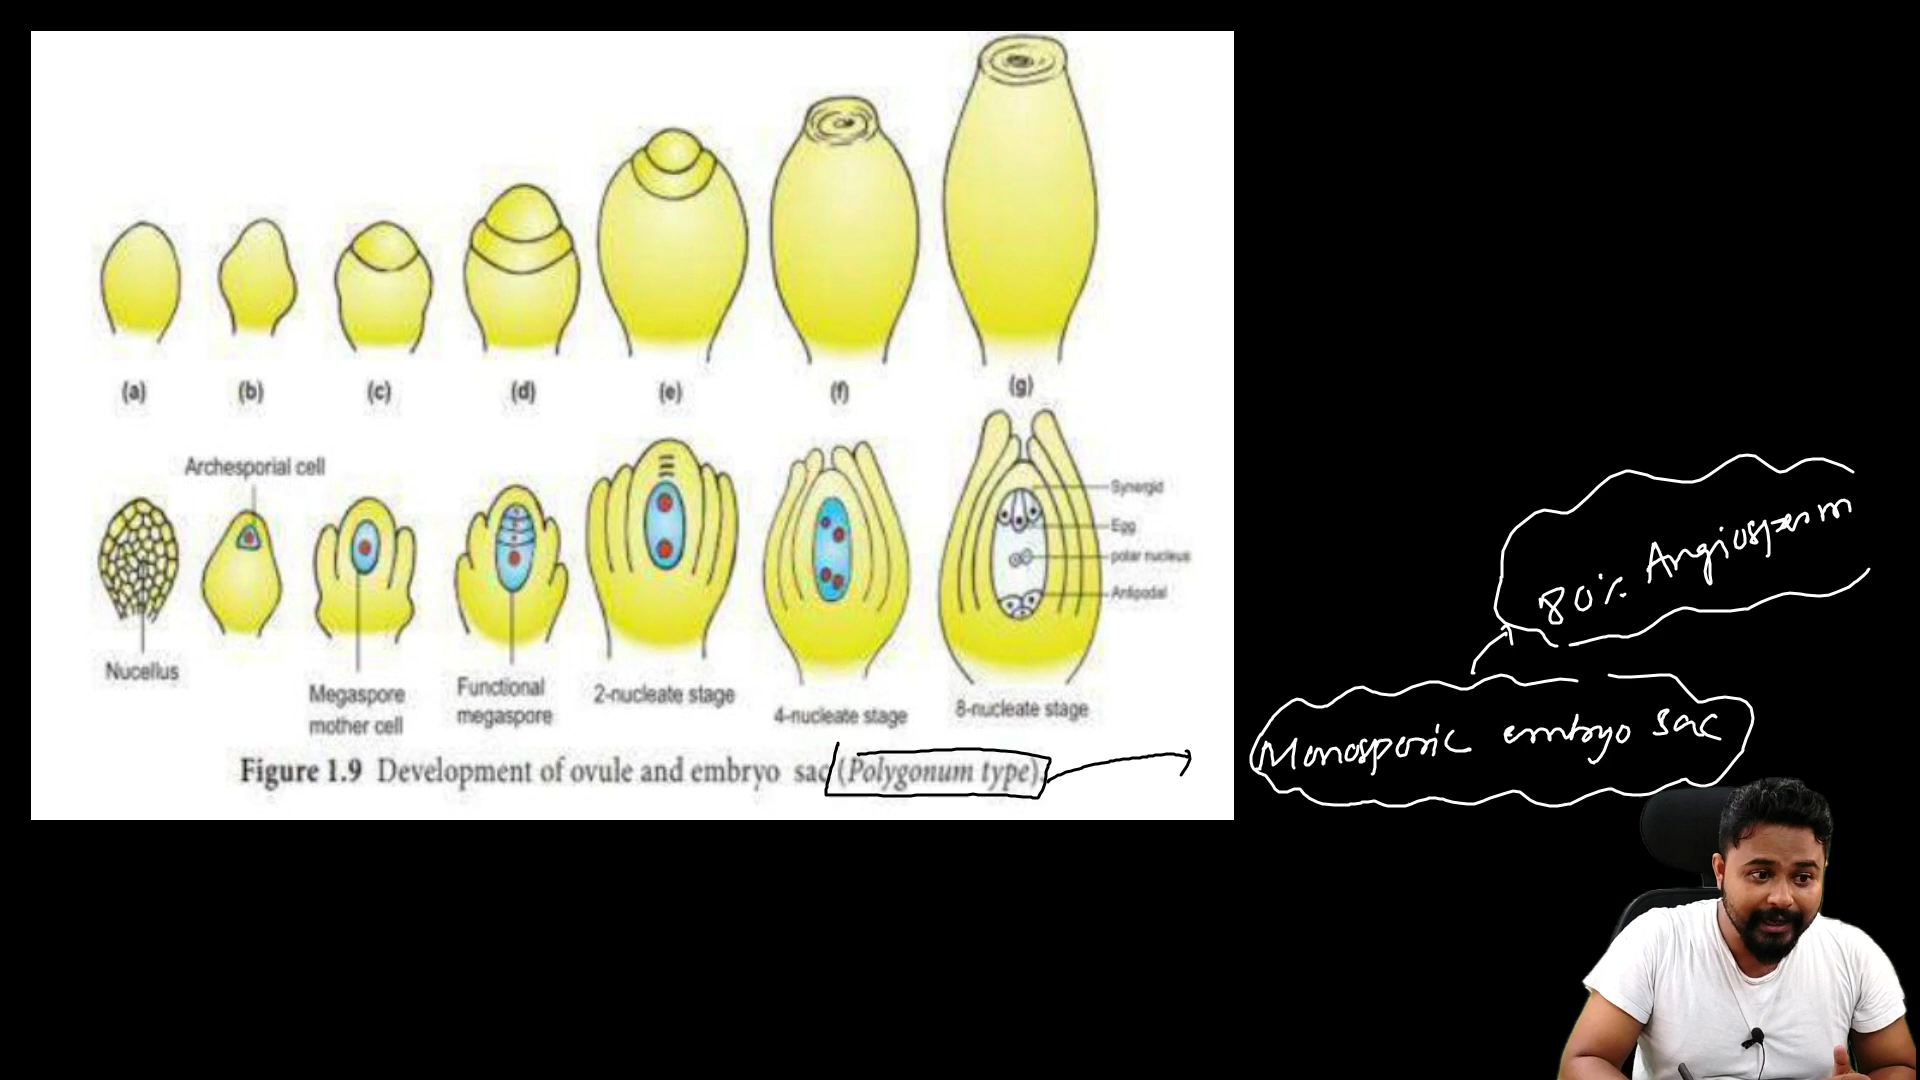 (a) (b) (c) (d) (e) (f) (g)
Archesporial cell
Synergid
Egg
polar nucleus
Antipodal
Nucellus
Megaspore
mother cell
Functional
megaspore
2-nucleate stage
4-nucleate stage
8-nucleate stage
Figure 1.9 Development of ovule and embryo sac (Polygonum type).
80% Angiosperm
Monosporic embryo sac